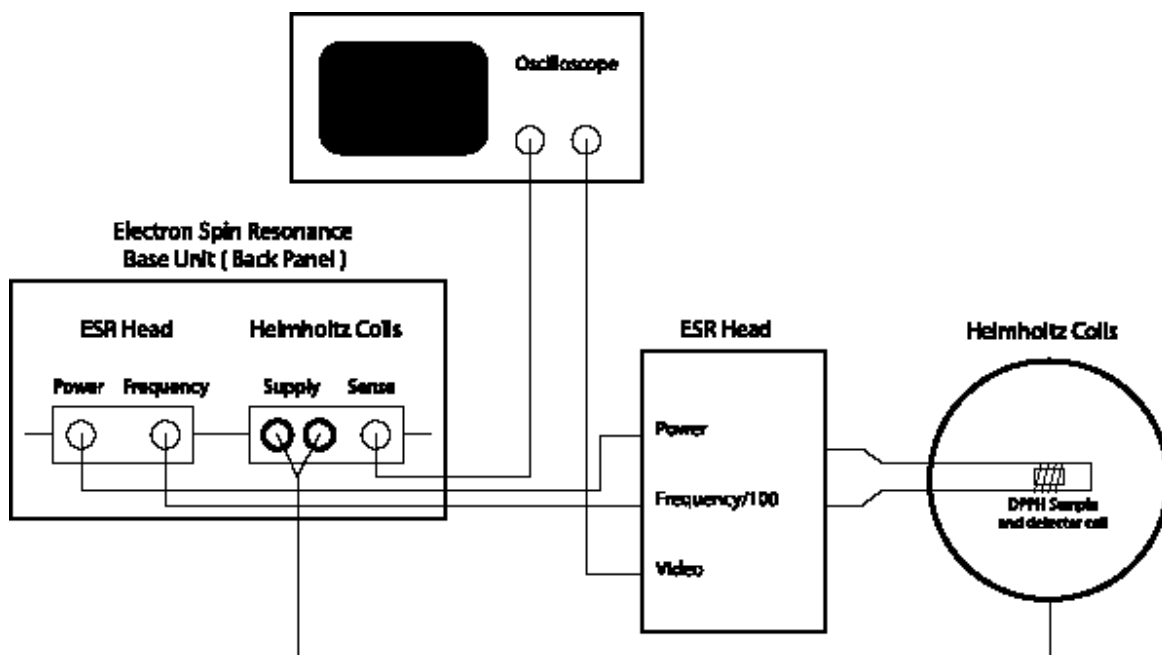 Oscilloscope
Electron Spin Resonance
Base Unit ( Back Panel )
ESR Head
Helmholtz Coils
Power
Frequency
Supply
Sense
ESR Head
Power
Frequency/100
Video
Helmholtz Coils
DPPH Sample
and detector coil